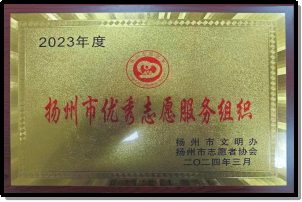 2023年度
扬州市优秀志愿服务组织
扬州市文明办
扬州市志愿者协会
二〇二四年三月